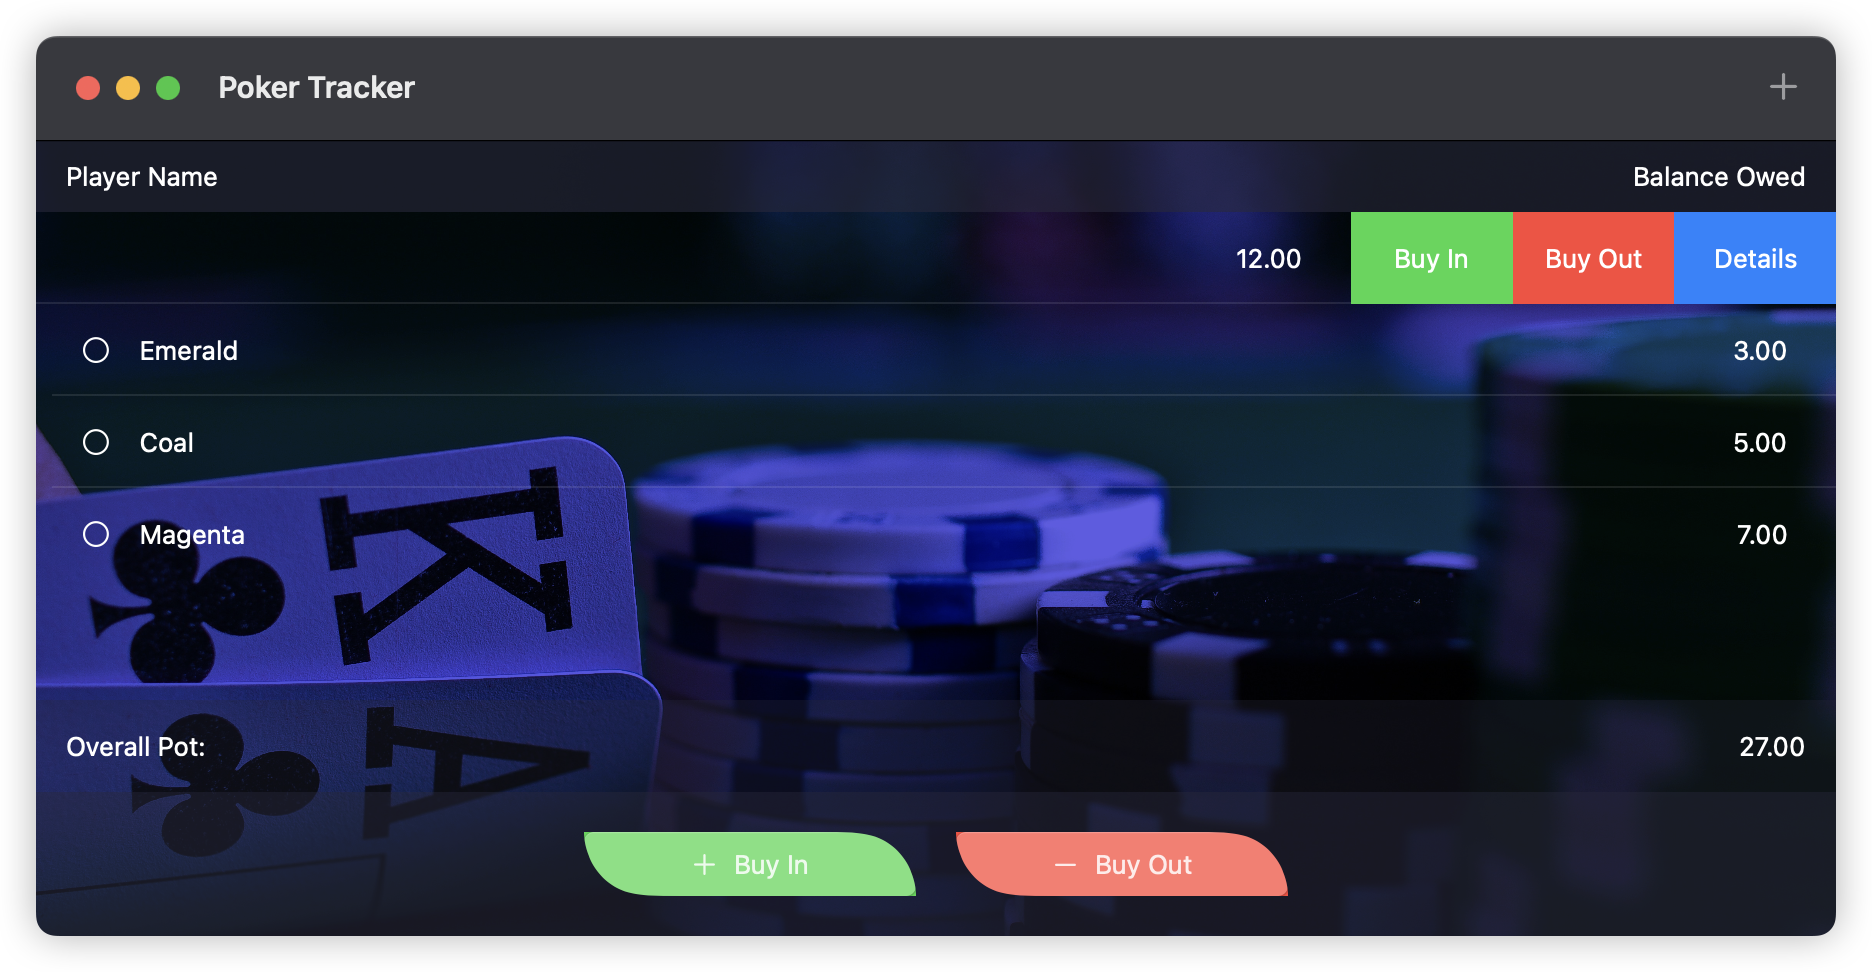 Poker Tracker
Player Name Balance Owed
12.00 Buy In Buy Out Details
Emerald 3.00
Coal 5.00
Magenta 7.00
K
A
Overall Pot: 27.00
+ Buy In − Buy Out